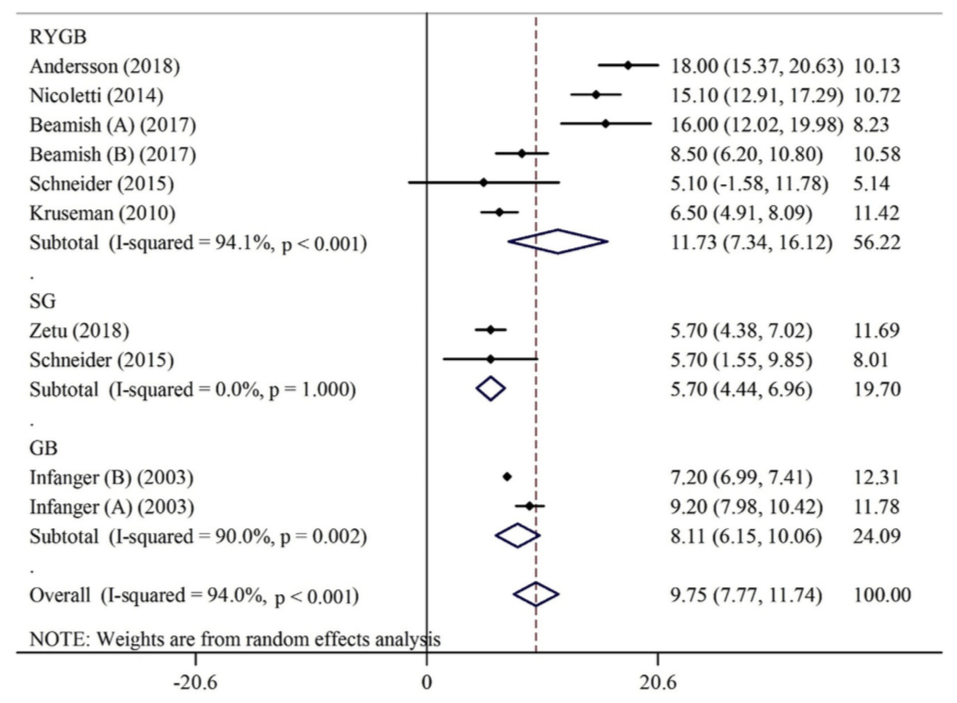 RYGB
Andersson (2018) 18.00 (15.37, 20.63) 10.13
Nicoletti (2014) 15.10 (12.91, 17.29) 10.72
Beamish (A) (2017) 16.00 (12.02, 19.98) 8.23
Beamish (B) (2017) 8.50 (6.20, 10.80) 10.58
Schneider (2015) 5.10 (-1.58, 11.78) 5.14
Kruseman (2010) 6.50 (4.91, 8.09) 11.42
Subtotal (I-squared = 94.1%, p < 0.001) 11.73 (7.34, 16.12) 56.22
.
SG
Zetu (2018) 5.70 (4.38, 7.02) 11.69
Schneider (2015) 5.70 (1.55, 9.85) 8.01
Subtotal (I-squared = 0.0%, p = 1.000) 5.70 (4.44, 6.96) 19.70
.
GB
Infanger (B) (2003) 7.20 (6.99, 7.41) 12.31
Infanger (A) (2003) 9.20 (7.98, 10.42) 11.78
Subtotal (I-squared = 90.0%, p = 0.002) 8.11 (6.15, 10.06) 24.09
.
Overall (I-squared = 94.0%, p < 0.001) 9.75 (7.77, 11.74) 100.00
NOTE: Weights are from random effects analysis
-20.6 0 20.6